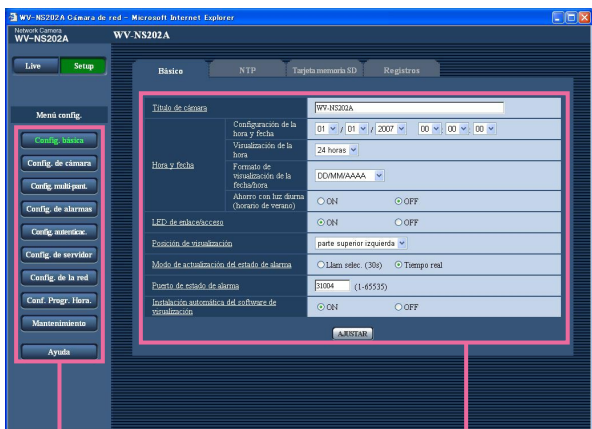 WV-NS202A Cámara de red - Microsoft Internet Explorer
Network Camera
WV-NS202A
WV-NS202A
Live
Setup
Menú config.
Config. básica
Config. de cámara
Config. multi-pant.
Config. de alarmas
Config. autenticac.
Config. de servidor
Config. de la red
Conf. Progr. Hora.
Mantenimiento
Ayuda
Básico
NTP
Tarjeta memoria SD
Registros
Título de cámara
WV-NS202A
Hora y fecha
Configuración de la
hora y fecha
01 / 01 / 2007 00 : 00 : 00
Visualización de la
hora
24 horas
Formato de
visualización de la
fecha/hora
DD/MM/AAAA
Ahorro con luz diurna
(horario de verano)
ON
OFF
LED de enlace/acceso
ON
OFF
Posición de visualización
parte superior izquierda
Modo de actualización del estado de alarma
Llam selec. (30s)
Tiempo real
Puerto de estado de alarma
31004 (1-65535)
Instalación automática del software de
visualización
ON
OFF
AJUSTAR